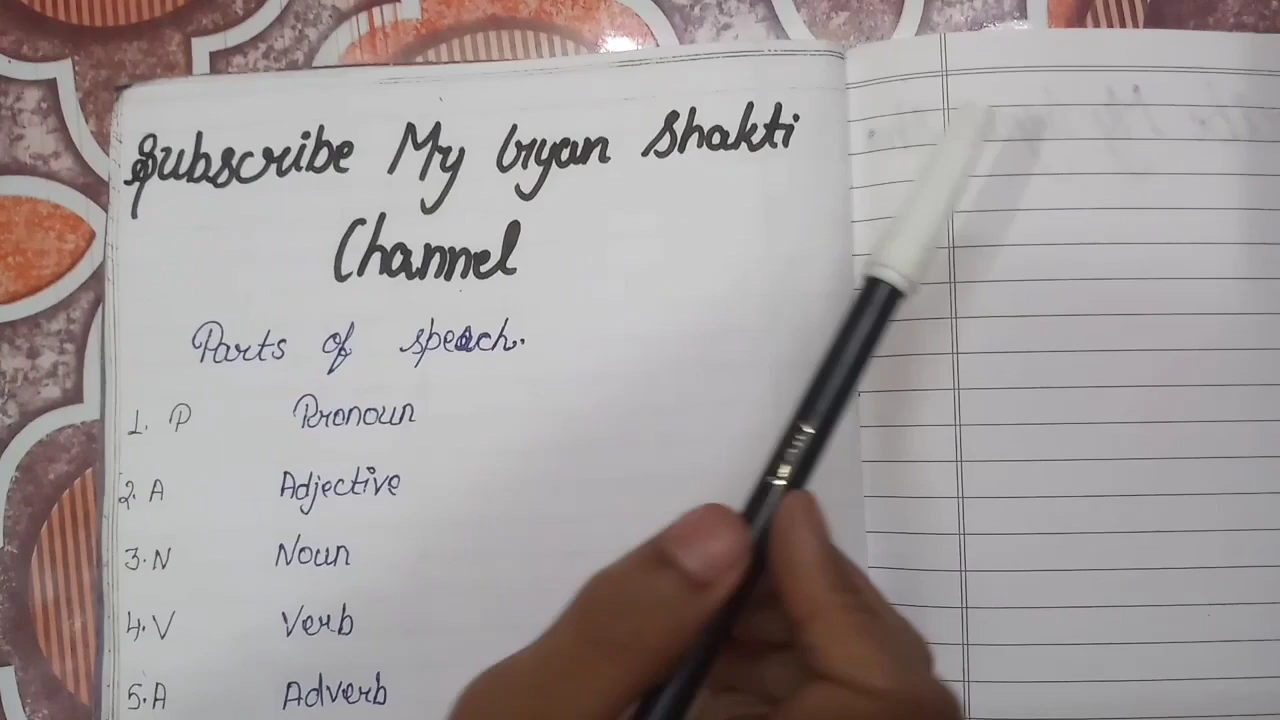 Subscribe My Gyan Shakti
Channel
Parts of speech.
1. P Pronoun
2. A Adjective
3. N Noun
4. V Verb
5. A Adverb